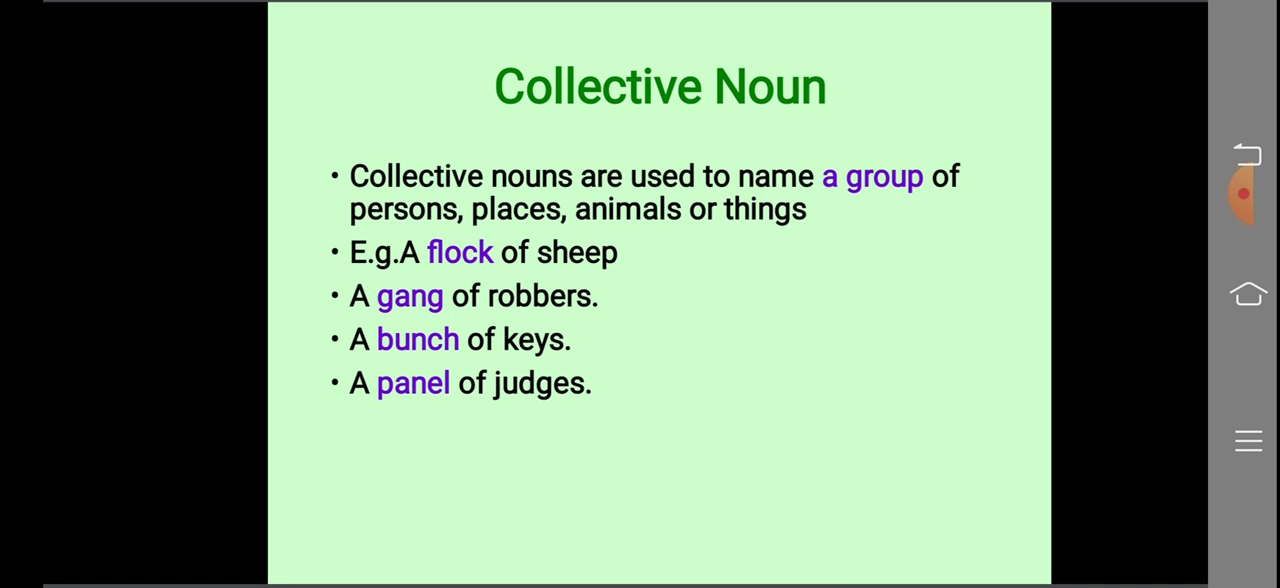 Collective Noun
• Collective nouns are used to name a group of
persons, places, animals or things
• E.g.A flock of sheep
• A gang of robbers.
• A bunch of keys.
• A panel of judges.